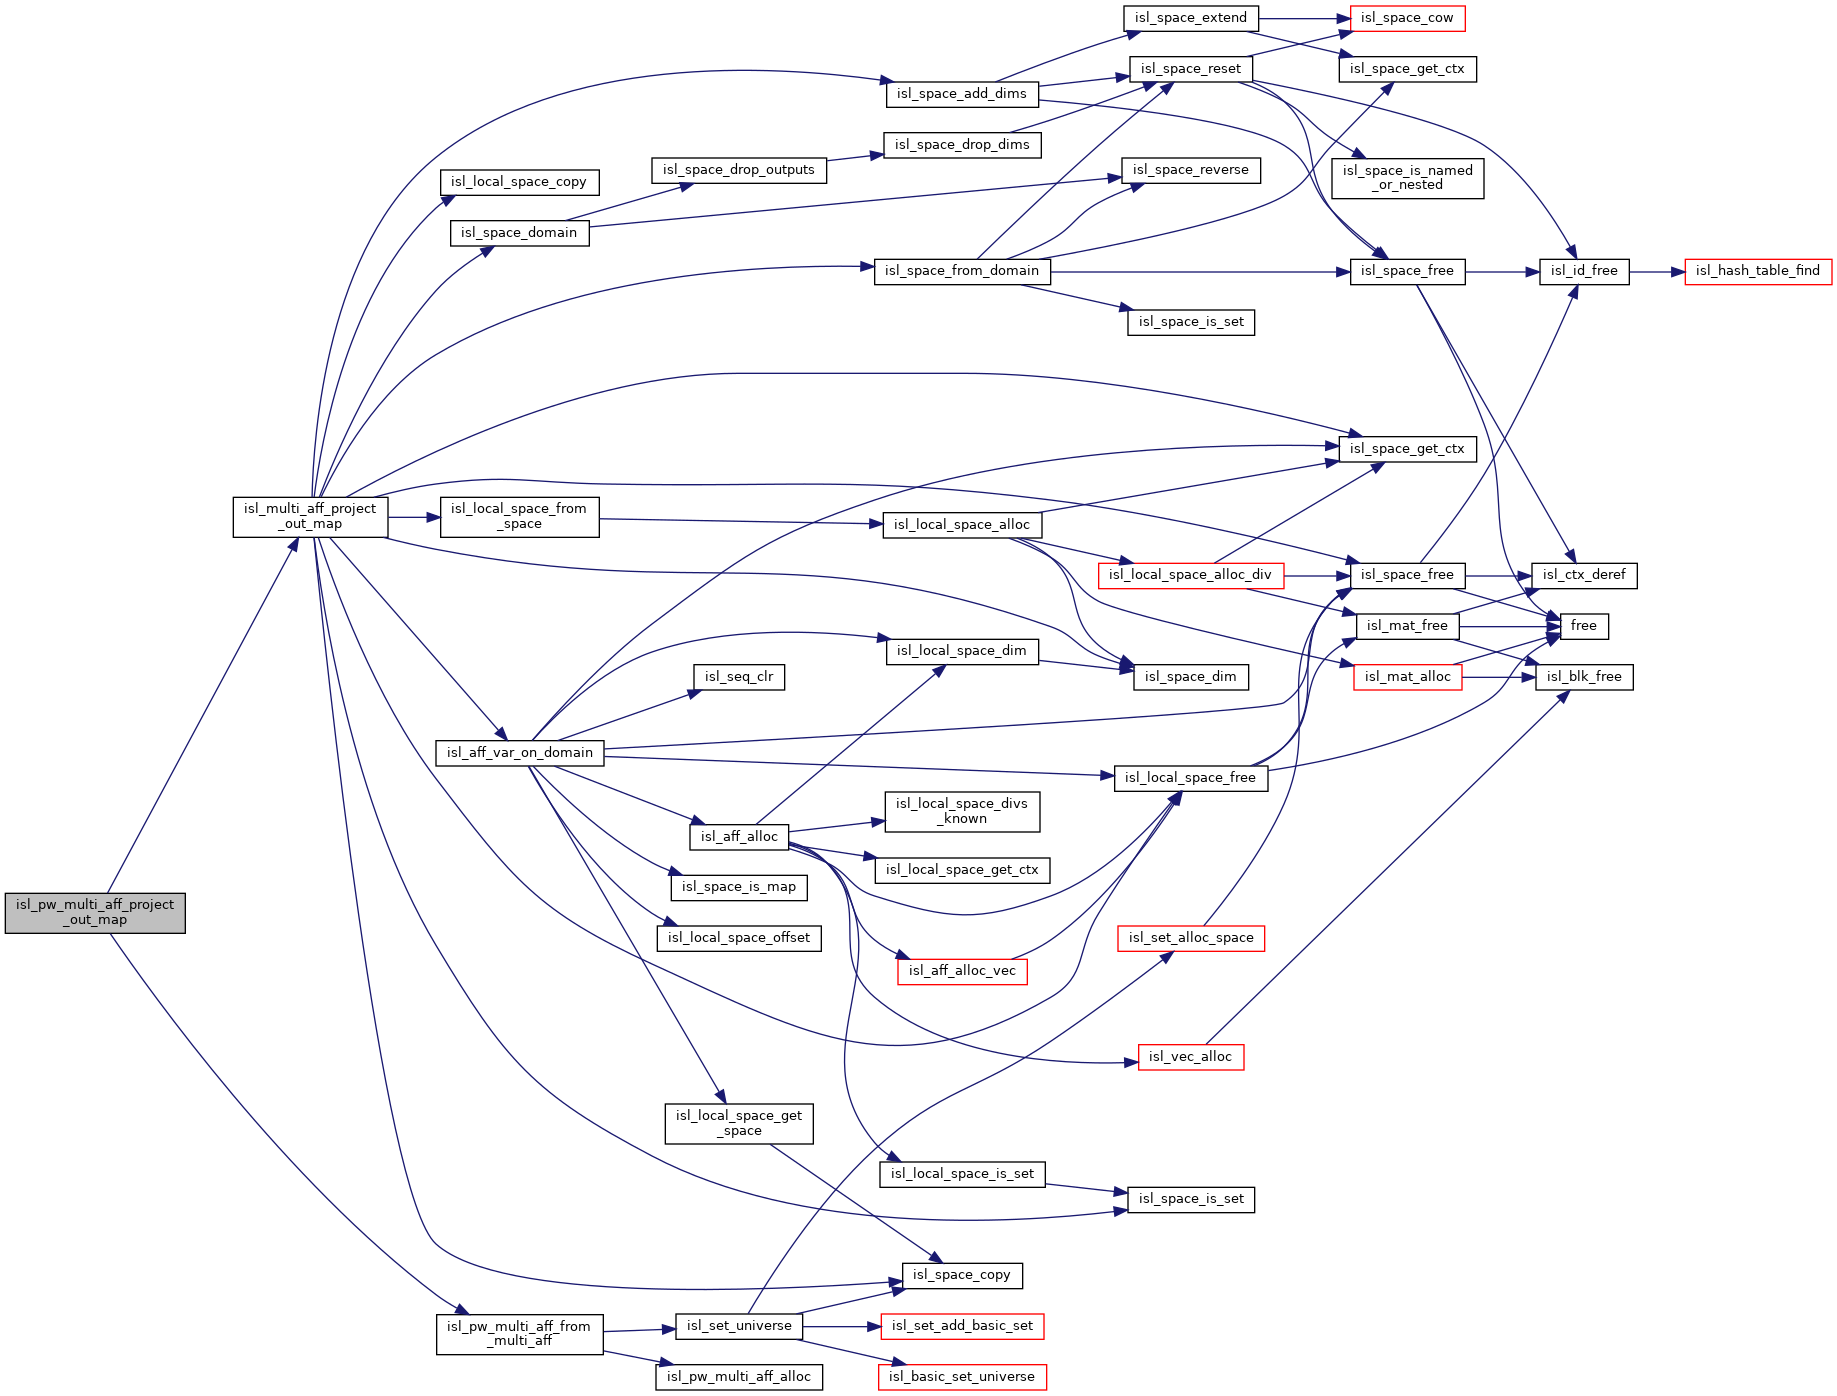 isl_space_extend
isl_space_cow
isl_space_reset
isl_space_get_ctx
isl_space_add_dims
isl_space_drop_dims
isl_space_drop_outputs
isl_space_reverse
isl_space_is_named
_or_nested
isl_local_space_copy
isl_space_domain
isl_space_from_domain
isl_space_free
isl_id_free
isl_hash_table_find
isl_space_is_set
isl_space_get_ctx
isl_multi_aff_project
_out_map
isl_local_space_from
_space
isl_local_space_alloc
isl_local_space_alloc_div
isl_space_free
isl_ctx_deref
isl_mat_free
free
isl_local_space_dim
isl_seq_clr
isl_space_dim
isl_mat_alloc
isl_blk_free
isl_aff_var_on_domain
isl_local_space_free
isl_local_space_divs
_known
isl_aff_alloc
isl_local_space_get_ctx
isl_space_is_map
isl_pw_multi_aff_project
_out_map
isl_local_space_offset
isl_set_alloc_space
isl_aff_alloc_vec
isl_vec_alloc
isl_local_space_get
_space
isl_local_space_is_set
isl_space_is_set
isl_space_copy
isl_pw_multi_aff_from
_multi_aff
isl_set_universe
isl_set_add_basic_set
isl_pw_multi_aff_alloc
isl_basic_set_universe